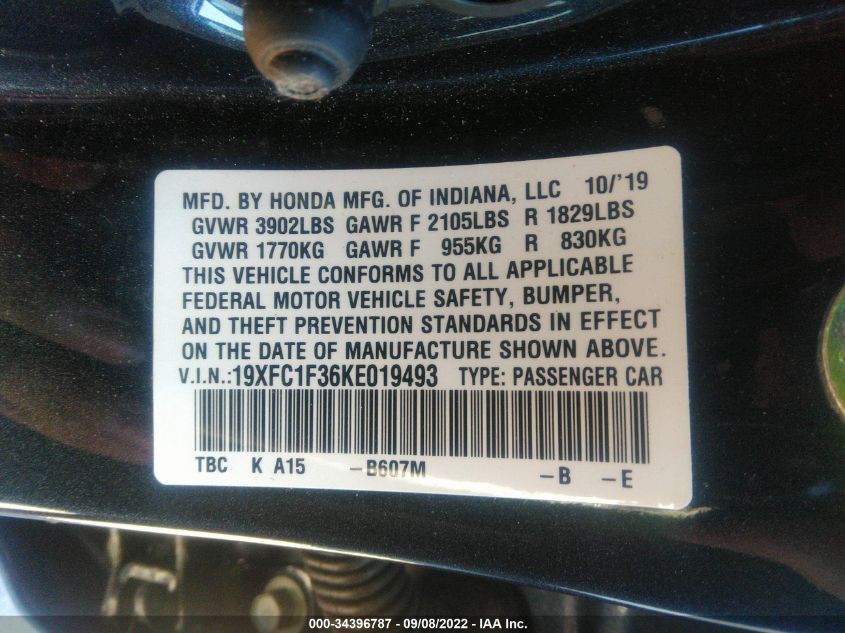 MFD. BY HONDA MFG. OF INDIANA, LLC 10/'19
GVWR 3902LBS GAWR F 2105LBS R 1829LBS
GVWR 1770KG GAWR F 955KG R 830KG
THIS VEHICLE CONFORMS TO ALL APPLICABLE
FEDERAL MOTOR VEHICLE SAFETY, BUMPER,
AND THEFT PREVENTION STANDARDS IN EFFECT
ON THE DATE OF MANUFACTURE SHOWN ABOVE.
V.I.N.:19XFC1F36KE019493 TYPE: PASSENGER CAR
TBC K A15 -B607M -B -E
000-34396787 - 09/08/2022 - IAA Inc.